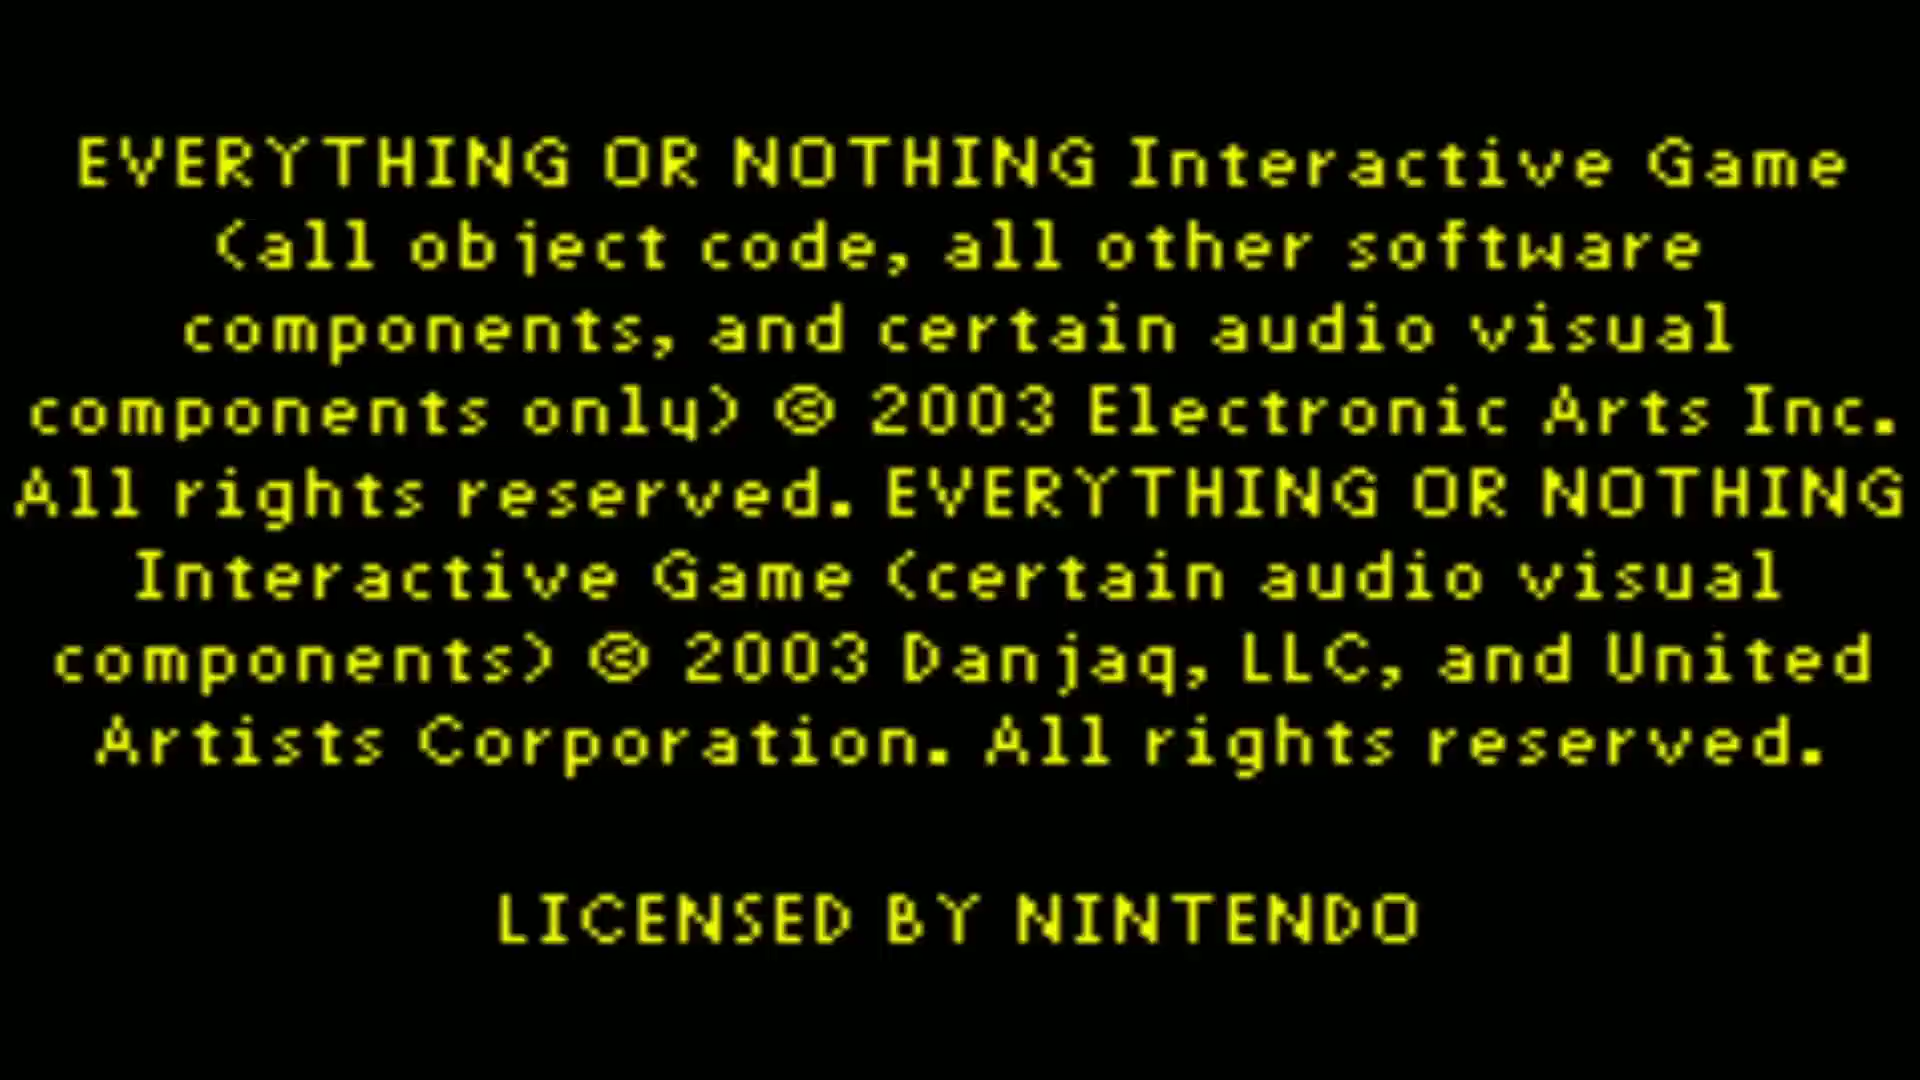 EVERYTHING OR NOTHING Interactive Game
(all object code, all other software
components, and certain audio visual
components only) © 2003 Electronic Arts Inc.
All rights reserved. EVERYTHING OR NOTHING
Interactive Game (certain audio visual
components) © 2003 Danjaq, LLC, and United
Artists Corporation. All rights reserved.
LICENSED BY NINTENDO